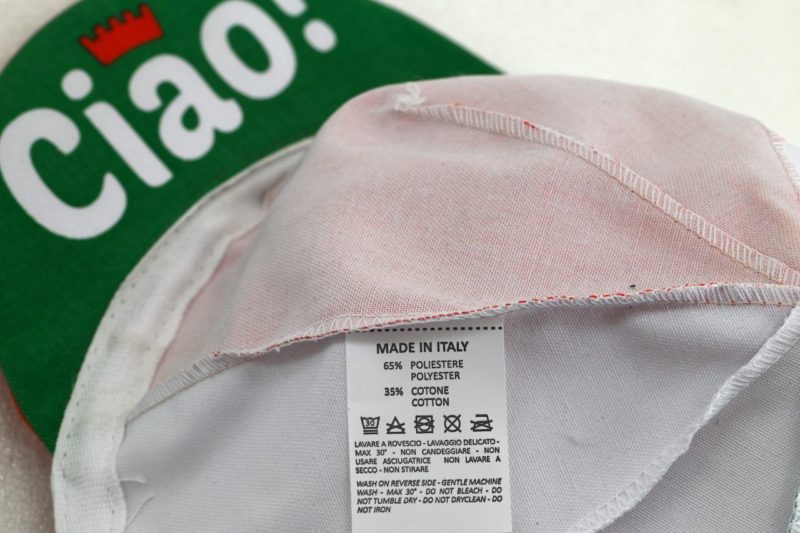 Ciao!
MADE IN ITALY
65% POLIESTERE
POLYESTER
35% COTONE
COTTON
30
LAVARE A ROVESCIO - LAVAGGIO DELICATO -
MAX 30° - NON CANDEGGIARE - NON
USARE ASCIUGATRICE NON LAVARE A
SECCO - NON STIRARE
WASH ON REVERSE SIDE - GENTLE MACHINE
WASH - MAX 30° - DO NOT BLEACH - DO
NOT TUMBLE DRY - DO NOT DRYCLEAN - DO
NOT IRON